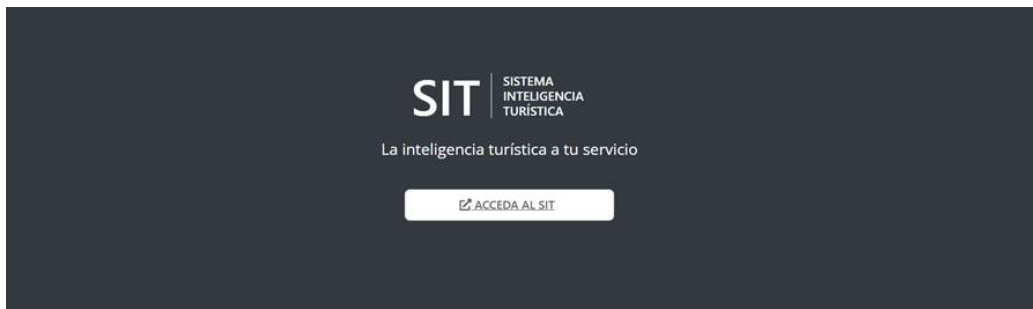 SIT
SISTEMA
INTELIGENCIA
TURÍSTICA
La inteligencia turística a tu servicio
ACCEDA AL SIT